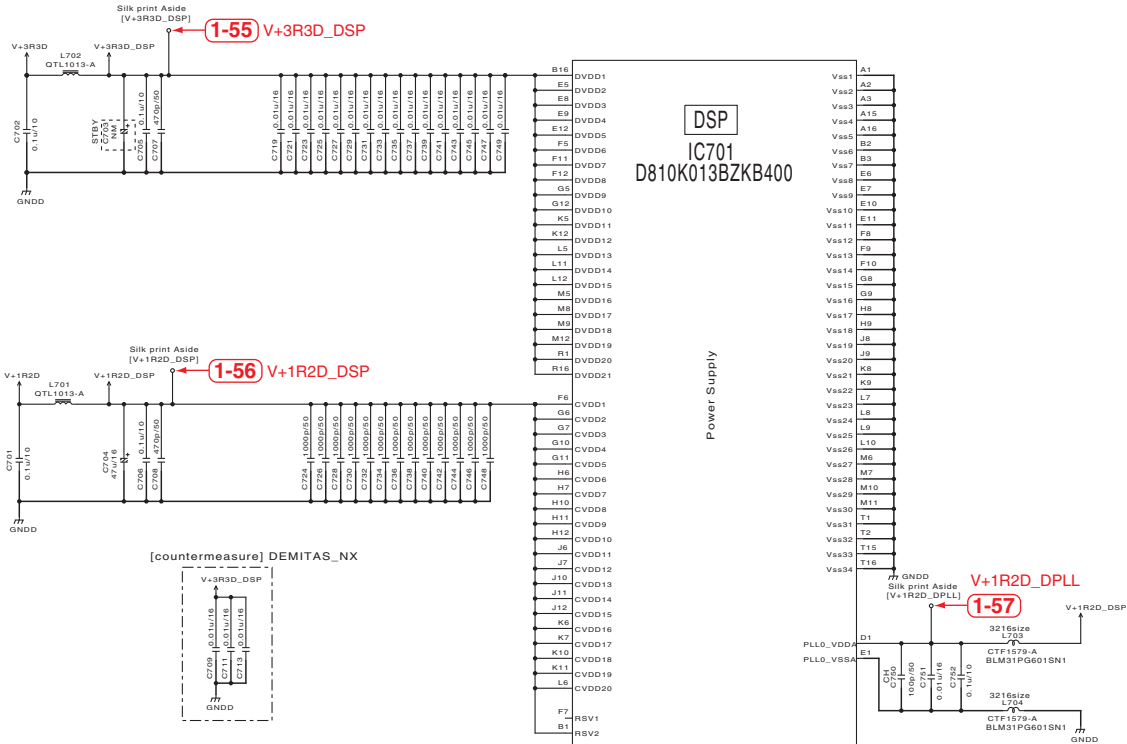 Silk print Aside
[V+3R3D_DSP]
1-55 V+3R3D_DSP
V+3R3D
V+3R3D_DSP
L702
QTL1013-A
C702
0.1u/10
STBY
C703
NM
C705
0.1u/10
C707
470p/50
C719 0.01u/16
C721 0.01u/16
C723 0.01u/16
C725 0.01u/16
C727 0.01u/16
C729 0.01u/16
C731 0.01u/16
C733 0.01u/16
C735 0.01u/16
C737 0.01u/16
C739 0.01u/16
C741 0.01u/16
C743 0.01u/16
C745 0.01u/16
C747 0.01u/16
C749 0.01u/16
GNDD
Silk print Aside
[V+1R2D_DSP]
1-56 V+1R2D_DSP
V+1R2D
V+1R2D_DSP
L701
QTL1013-A
C701
0.1u/10
C704
47u/16
C706
0.1u/10
C708
470p/50
C724 1000p/50
C726 1000p/50
C728 1000p/50
C730 1000p/50
C732 1000p/50
C734 1000p/50
C736 1000p/50
C738 1000p/50
C740 1000p/50
C742 1000p/50
C744 1000p/50
C746 1000p/50
C748 1000p/50
GNDD
[countermeasure] DEMITAS_NX
V+3R3D_DSP
C709 0.01u/16
C711 0.01u/16
C713 0.01u/16
GNDD
DSP
IC701
D810K013BZKB400
Power Supply
B16 DVDD1
E5 DVDD2
E8 DVDD3
E9 DVDD4
E12 DVDD5
F5 DVDD6
F11 DVDD7
F12 DVDD8
G5 DVDD9
G12 DVDD10
K5 DVDD11
K12 DVDD12
L5 DVDD13
L11 DVDD14
L12 DVDD15
M5 DVDD16
M8 DVDD17
M9 DVDD18
M12 DVDD19
R1 DVDD20
R16 DVDD21
F6 CVDD1
G6 CVDD2
G7 CVDD3
G10 CVDD4
G11 CVDD5
H6 CVDD6
H7 CVDD7
H10 CVDD8
H11 CVDD9
H12 CVDD10
J6 CVDD11
J7 CVDD12
J10 CVDD13
J11 CVDD14
J12 CVDD15
K6 CVDD16
K7 CVDD17
K10 CVDD18
K11 CVDD19
L6 CVDD20
F7 RSV1
B1 RSV2
Vss1 A1
Vss2 A2
Vss3 A3
Vss4 A15
Vss5 A16
Vss6 B2
Vss7 B3
Vss8 E6
Vss9 E7
Vss10 E10
Vss11 E11
Vss12 F8
Vss13 F9
Vss14 F10
Vss15 G8
Vss16 G9
Vss17 H8
Vss18 H9
Vss19 J8
Vss20 J9
Vss21 K8
Vss22 K9
Vss23 L7
Vss24 L8
Vss25 L9
Vss26 L10
Vss27 M6
Vss28 M7
Vss29 M10
Vss30 M11
Vss31 T1
Vss32 T2
Vss33 T15
Vss34 T16
GNDD
Silk print Aside
[V+1R2D_DPLL]
V+1R2D_DPLL
1-57
V+1R2D_DSP
PLL0_VDDA D1
PLL0_VSSA E1
CH
C750
100p/50
C751
0.01u/16
C752
0.1u/10
3216size
L703
CTF1579-A
BLM31PG601SN1
3216size
L704
CTF1579-A
BLM31PG601SN1
GNDD